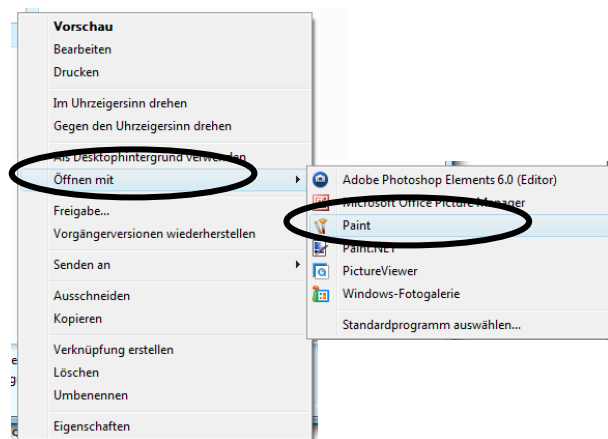 Vorschau
Bearbeiten
Drucken
Im Uhrzeigersinn drehen
Gegen den Uhrzeigersinn drehen
Als Desktophintergrund verwenden
Öffnen mit
Freigabe...
Vorgängerversionen wiederherstellen
Senden an
Ausschneiden
Kopieren
Verknüpfung erstellen
Löschen
Umbenennen
Eigenschaften
Adobe Photoshop Elements 6.0 (Editor)
Microsoft Office Picture Manager
Paint
Paint.NET
PictureViewer
Windows-Fotogalerie
Standardprogramm auswählen...